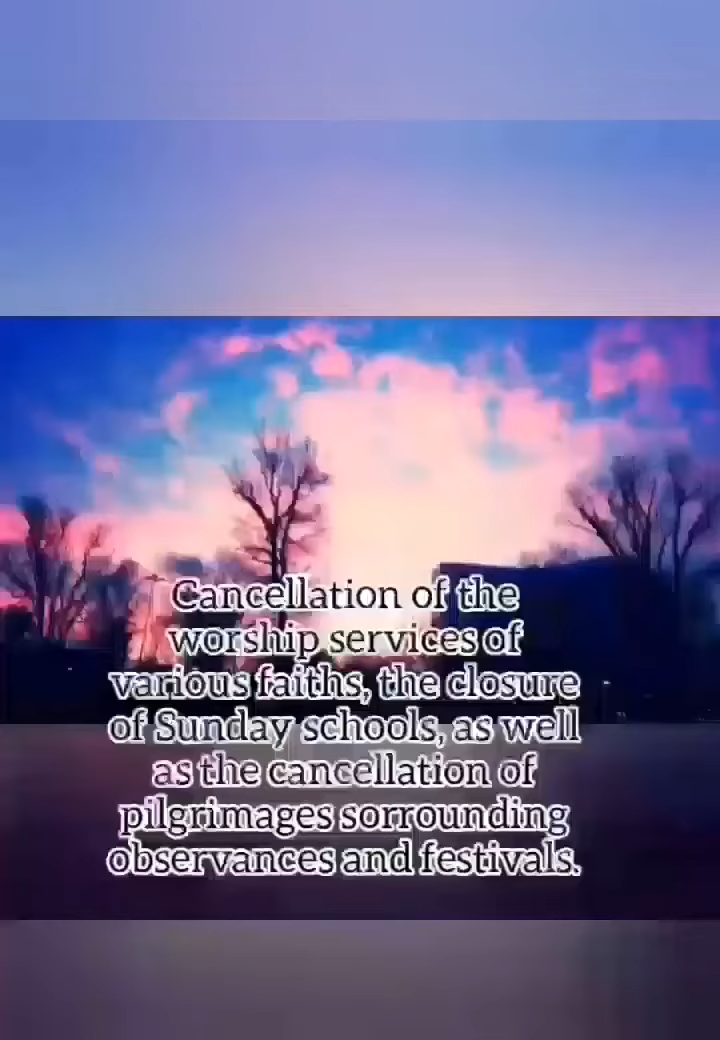 Cancellation of the
worship services of
various faiths, the closure
of Sunday schools, as well
as the cancellation of
pilgrimages sorrounding
observances and festivals.